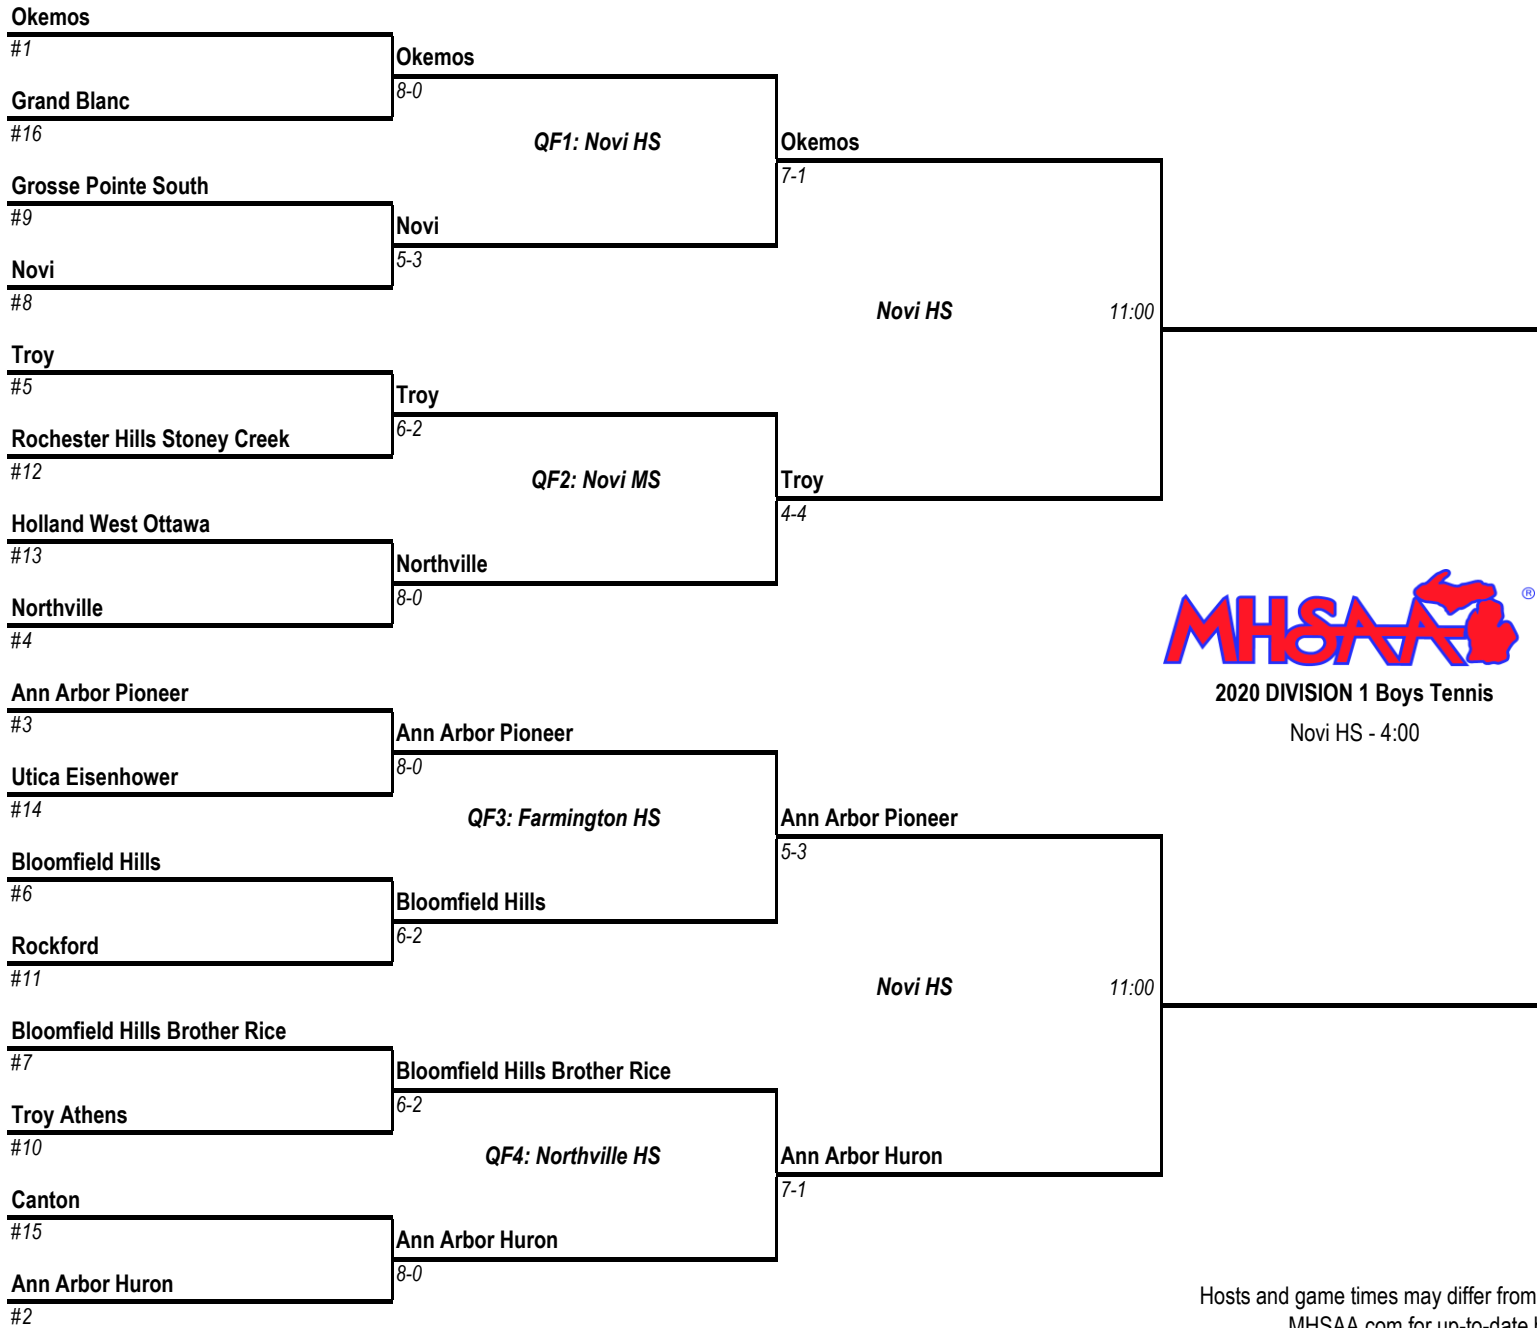 Okemos
#1
Grand Blanc
#16
Grosse Pointe South
#9
Novi
#8
Troy
#5
Rochester Hills Stoney Creek
#12
Holland West Ottawa
#13
Northville
#4
Ann Arbor Pioneer
#3
Utica Eisenhower
#14
Bloomfield Hills
#6
Rockford
#11
Bloomfield Hills Brother Rice
#7
Troy Athens
#10
Canton
#15
Ann Arbor Huron
#2
Okemos
8-0
QF1: Novi HS
Novi
5-3
Troy
6-2
QF2: Novi MS
Northville
8-0
Ann Arbor Pioneer
8-0
QF3: Farmington HS
Bloomfield Hills
6-2
Bloomfield Hills Brother Rice
6-2
QF4: Northville HS
Ann Arbor Huron
8-0
Okemos
7-1
Novi HS 11:00
Troy
4-4
Ann Arbor Pioneer
5-3
Novi HS 11:00
Ann Arbor Huron
7-1
MHSAA ®
2020 DIVISION 1 Boys Tennis
Novi HS - 4:00
Hosts and game times may differ from
MHSAA.com for up-to-date